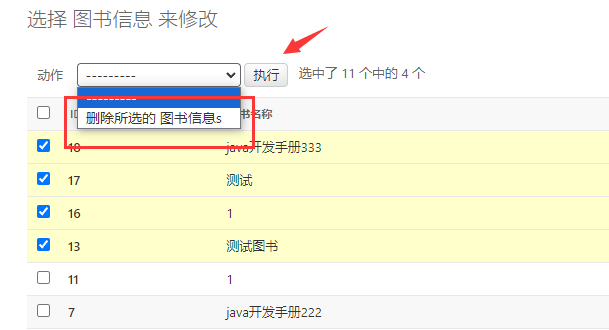 选择 图书信息 来修改
动作 --------- 执行 选中了 11 个中的 4 个
---------
删除所选的 图书信息s
书名称
18 java开发手册333
17 测试
16 1
13 测试图书
11 1
7 java开发手册222